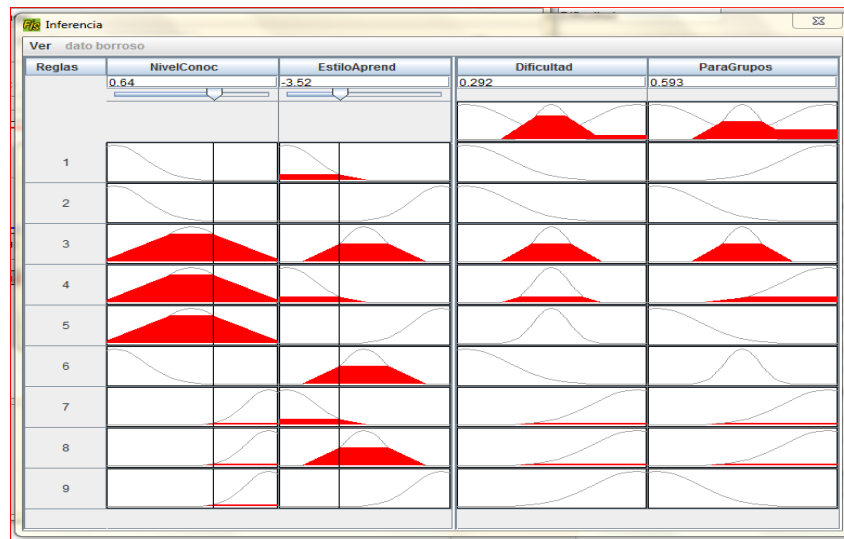 Inferencia
Ver dato borroso
Reglas NivelConoc EstiloAprend Dificultad ParaGrupos
0.64 -3.52 0.292 0.593
1
2
3
4
5
6
7
8
9